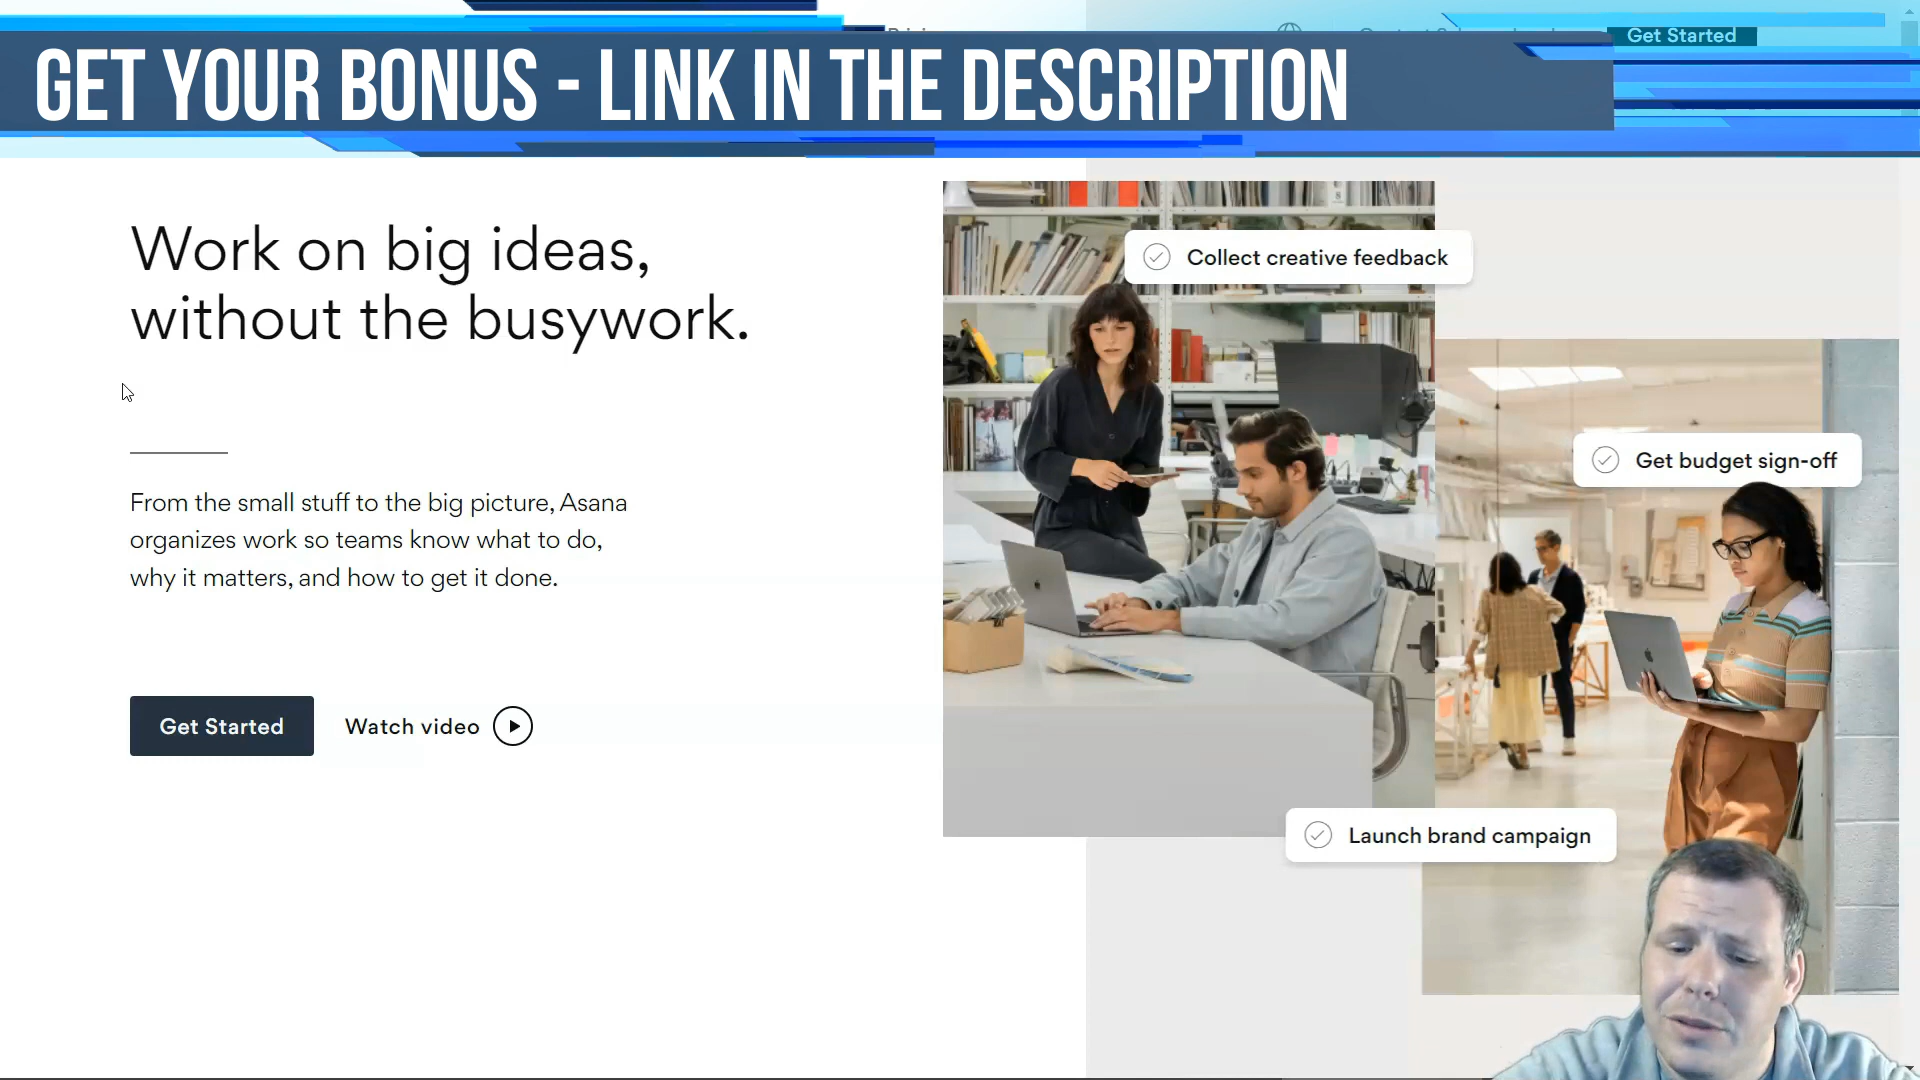 Get Started
GET YOUR BONUS - LINK IN THE DESCRIPTION
Work on big ideas,
without the busywork.
Collect creative feedback
Get budget sign-off
From the small stuff to the big picture, Asana
organizes work so teams know what to do,
why it matters, and how to get it done.
Get Started
Watch video
Launch brand campaign